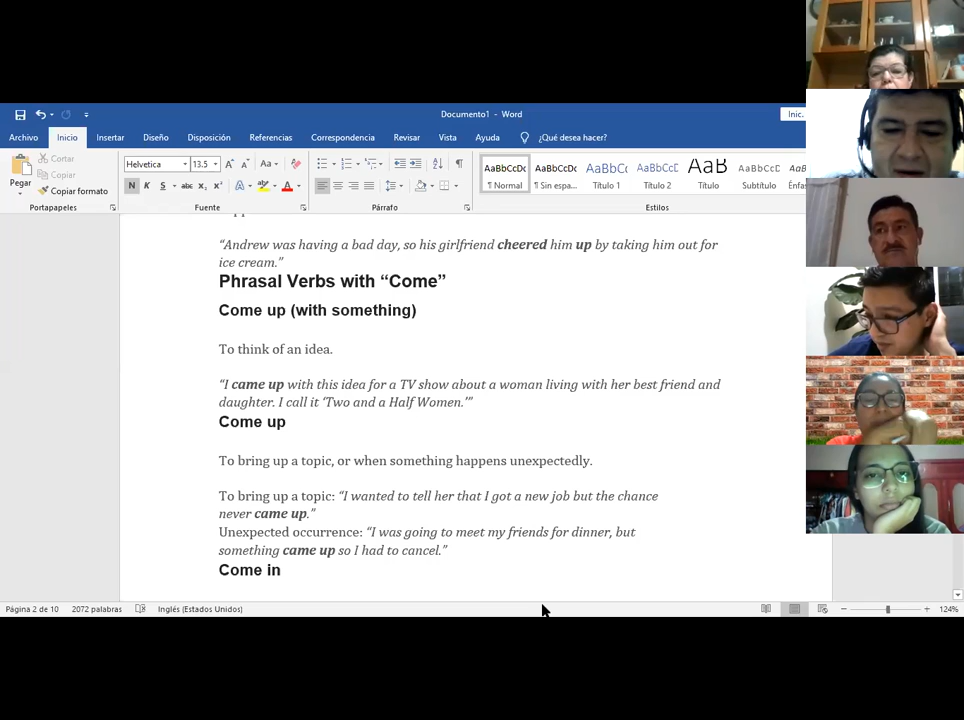 Documento1 - Word
Inic.
Archivo Inicio Insertar Diseño Disposición Referencias Correspondencia Revisar Vista Ayuda ¿Qué desea hacer?
Pegar
Cortar
Copiar
Copiar formato
Portapapeles
Helvetica 13.5
Fuente
Párrafo
AaBbCcDc AaBbCcDc AaBbCcD AaBbCcD AaB AaBbCcD
¶ Normal ¶ Sin espa... Título 1 Título 2 Título Subtítulo Énfas
Estilos
“Andrew was having a bad day, so his girlfriend cheered him up by taking him out for
ice cream.”
Phrasal Verbs with “Come”
Come up (with something)
To think of an idea.
“I came up with this idea for a TV show about a woman living with her best friend and
daughter. I call it ‘Two and a Half Women.’”
Come up
To bring up a topic, or when something happens unexpectedly.
To bring up a topic: “I wanted to tell her that I got a new job but the chance
never came up.”
Unexpected occurrence: “I was going to meet my friends for dinner, but
something came up so I had to cancel.”
Come in
Página 2 de 10 2072 palabras Inglés (Estados Unidos) 124%